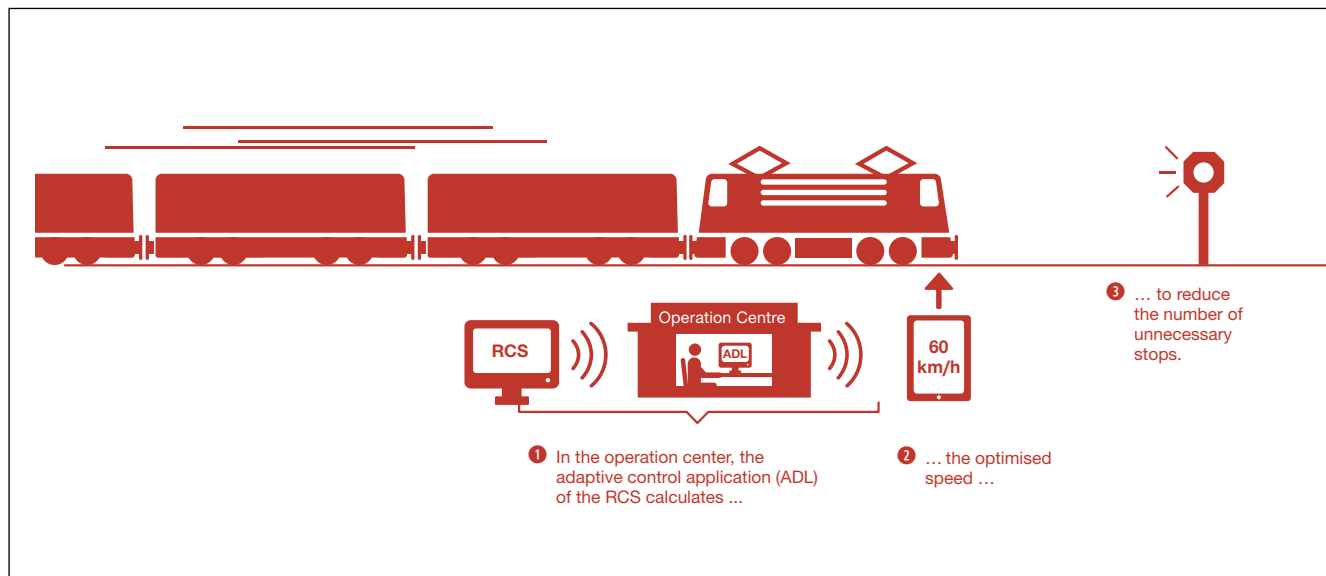 Operation Centre
RCS
ADL
60
km/h
❶ In the operation center, the
adaptive control application (ADL)
of the RCS calculates ...
❷ … the optimised
speed …
❸ … to reduce
the number of
unnecessary
stops.